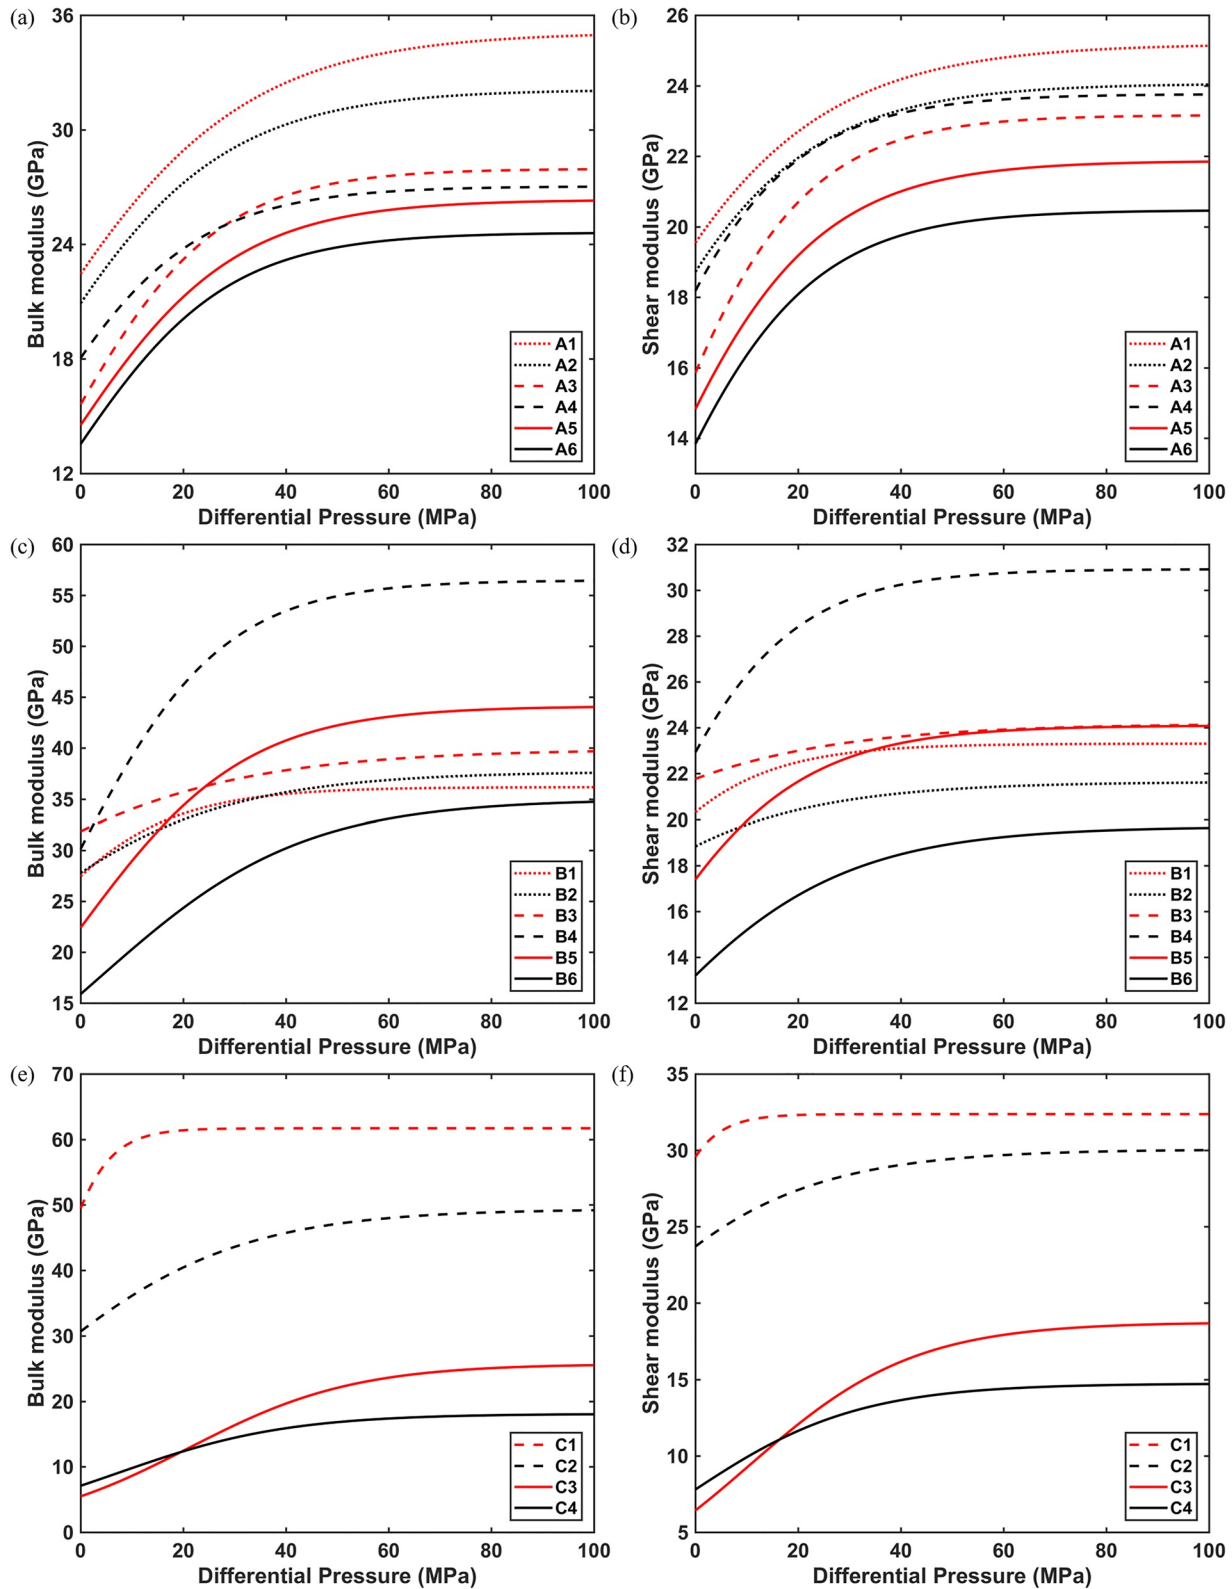 (a)
36
30
24
18
12
Bulk modulus (GPa)
0 20 40 60 80 100
Differential Pressure (MPa)
A1
A2
A3
A4
A5
A6
(b)
26
24
22
20
18
16
14
Shear modulus (GPa)
0 20 40 60 80 100
Differential Pressure (MPa)
A1
A2
A3
A4
A5
A6
(c)
60
55
50
45
40
35
30
25
20
15
Bulk modulus (GPa)
0 20 40 60 80 100
Differential Pressure (MPa)
B1
B2
B3
B4
B5
B6
(d)
32
30
28
26
24
22
20
18
16
14
12
Shear modulus (GPa)
0 20 40 60 80 100
Differential Pressure (MPa)
B1
B2
B3
B4
B5
B6
(e)
70
60
50
40
30
20
10
0
Bulk modulus (GPa)
0 20 40 60 80 100
Differential Pressure (MPa)
C1
C2
C3
C4
(f)
35
30
25
20
15
10
5
Shear modulus (GPa)
0 20 40 60 80 100
Differential Pressure (MPa)
C1
C2
C3
C4